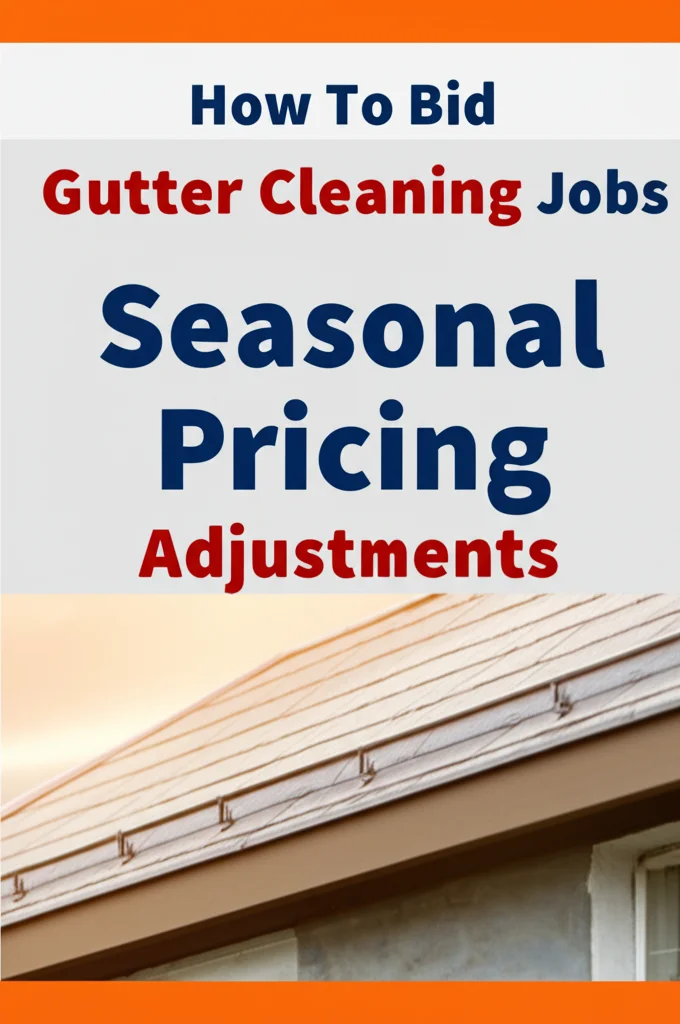 How To Bid
Gutter Cleaning Jobs
Seasonal
Pricing
Adjustments